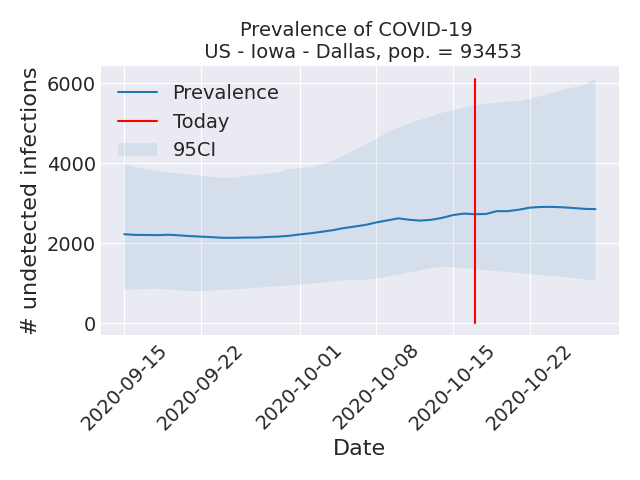 Prevalence of COVID-19
US - Iowa - Dallas, pop. = 93453
# undetected infections
6000
4000
2000
0
Prevalence
Today
95CI
2020-09-15
2020-09-22
2020-10-01
2020-10-08
2020-10-15
2020-10-22
Date